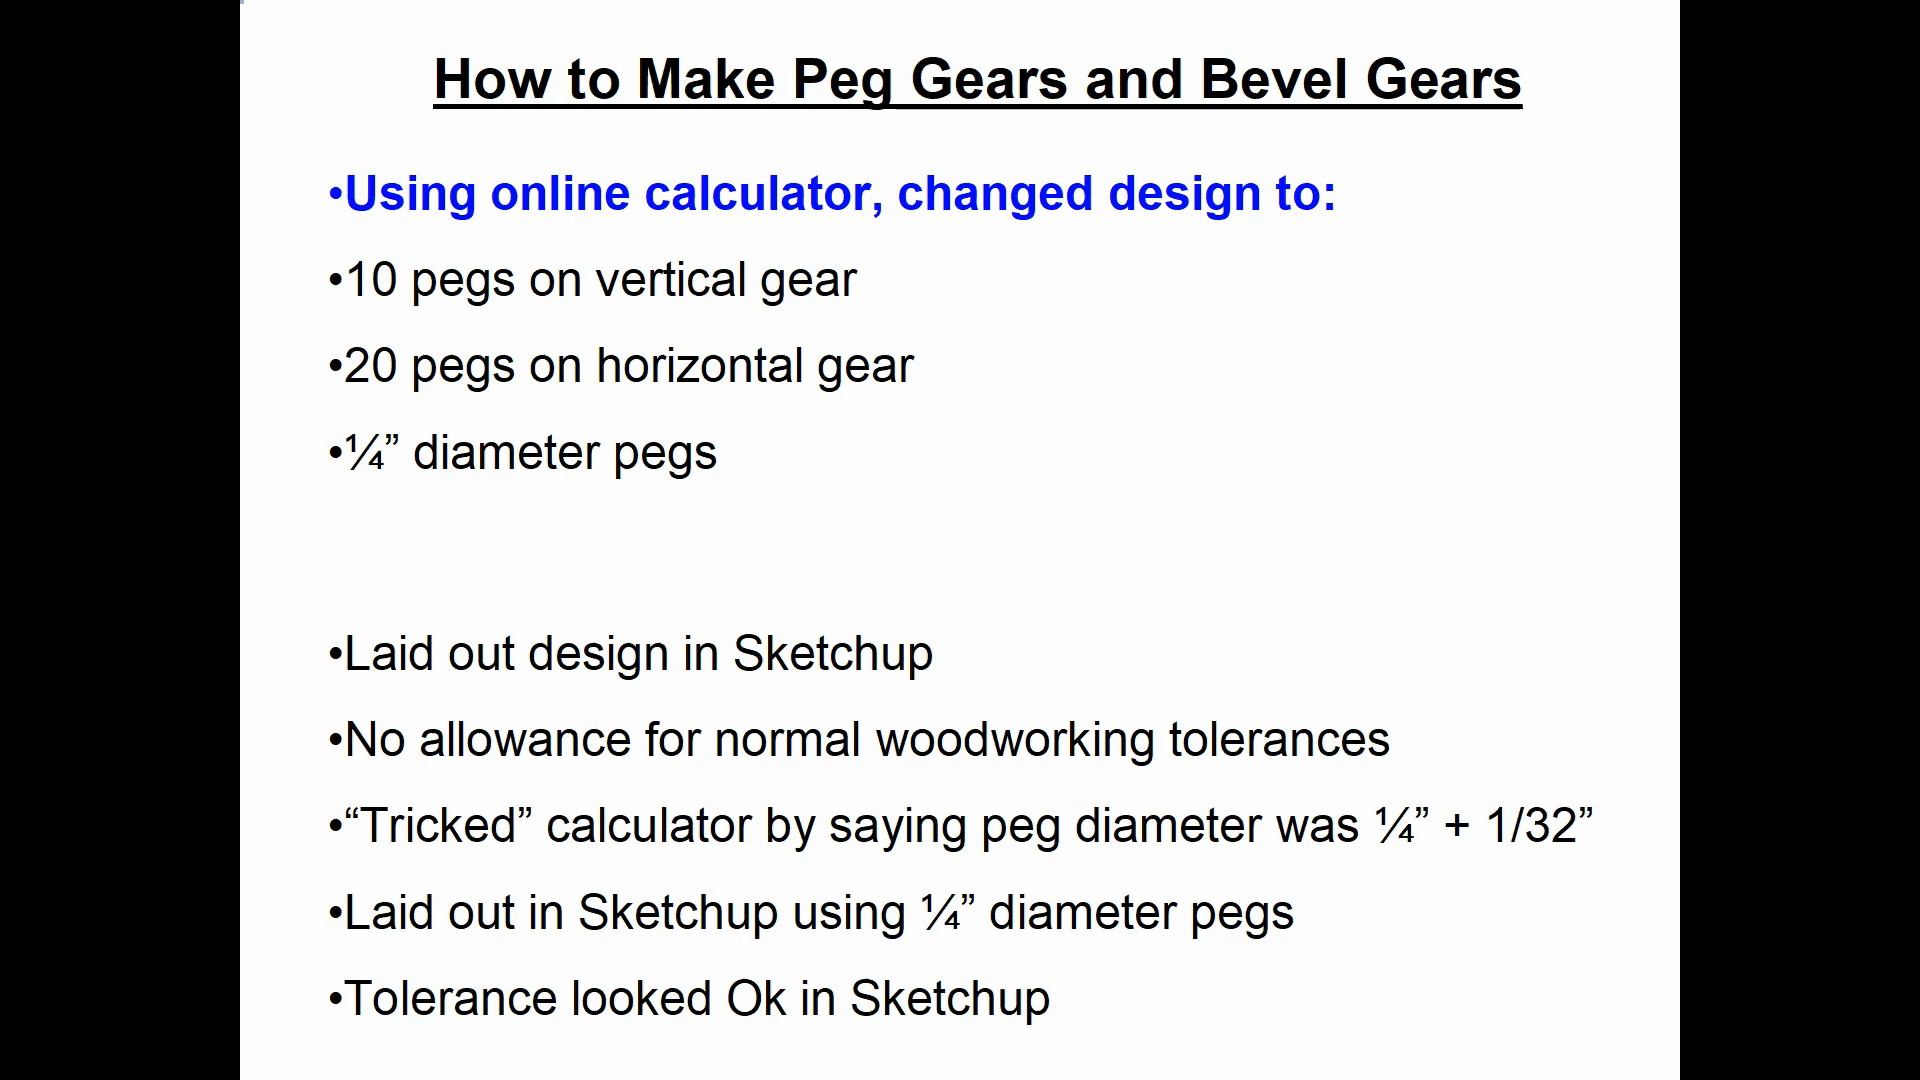 How to Make Peg Gears and Bevel Gears
•Using online calculator, changed design to:
•10 pegs on vertical gear
•20 pegs on horizontal gear
•¼” diameter pegs
•Laid out design in Sketchup
•No allowance for normal woodworking tolerances
•“Tricked” calculator by saying peg diameter was ¼” + 1/32”
•Laid out in Sketchup using ¼” diameter pegs
•Tolerance looked Ok in Sketchup